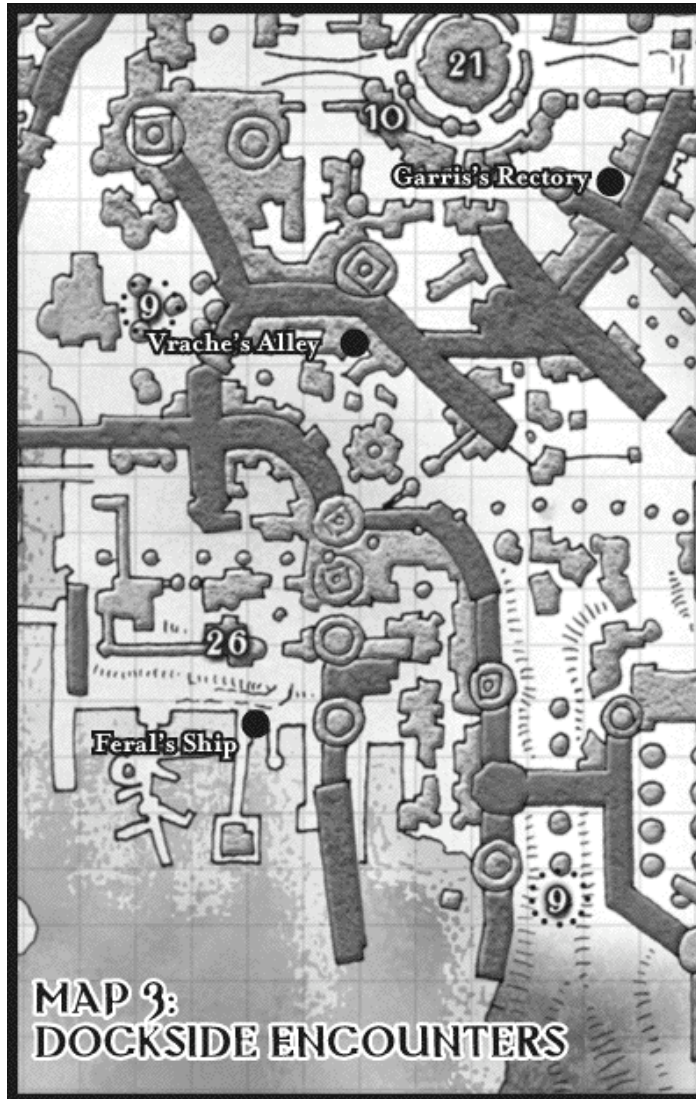 21
10
Garris's Rectory
9
Vrache's Alley
26
Feral's Ship
9
MAP 3:
DOCKSIDE ENCOUNTERS